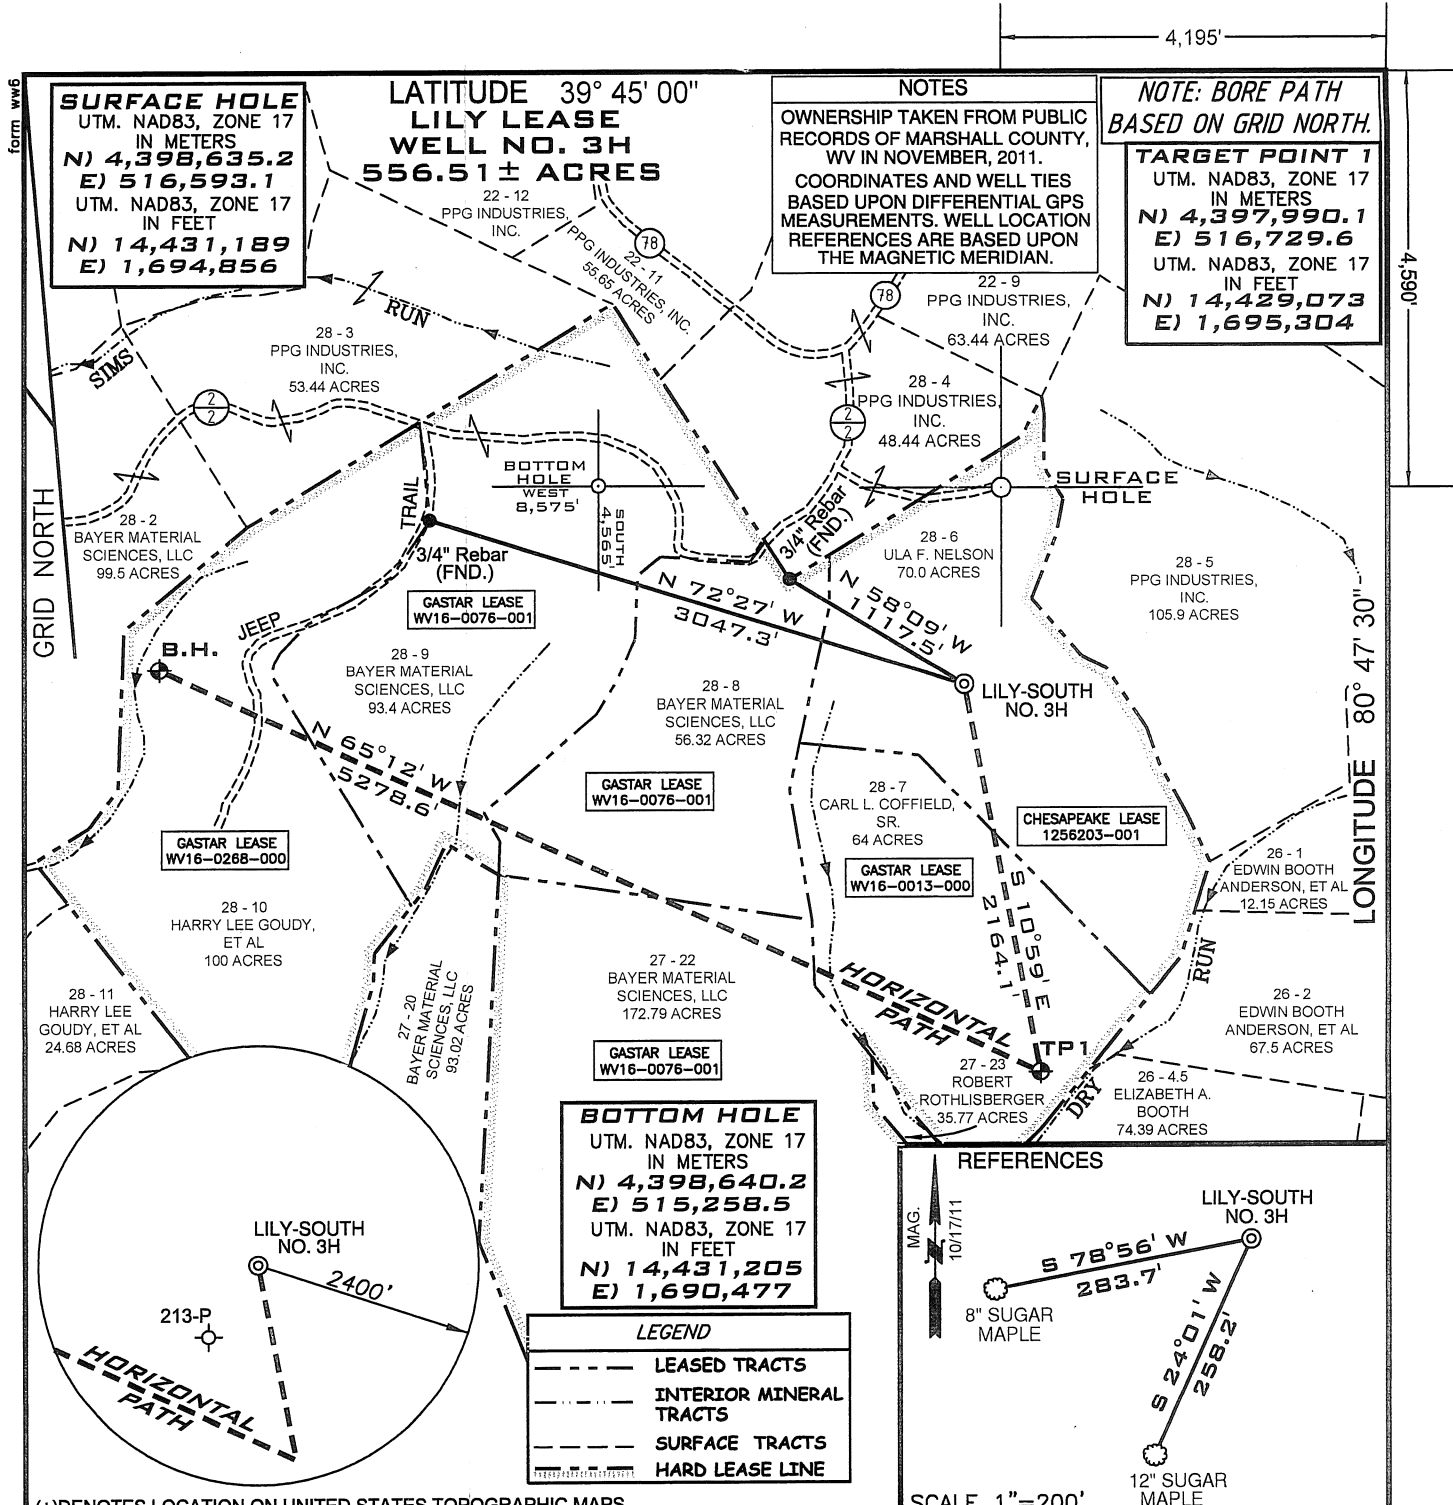 4,195'
form ww6
SURFACE HOLE
UTM. NAD83, ZONE 17
IN METERS
N) 4,398,635.2
E) 516,593.1
UTM. NAD83, ZONE 17
IN FEET
N) 14,431,189
E) 1,694,856
LATITUDE 39° 45' 00"
LILY LEASE
WELL NO. 3H
556.51± ACRES
NOTES
OWNERSHIP TAKEN FROM PUBLIC
RECORDS OF MARSHALL COUNTY,
WV IN NOVEMBER, 2011.
COORDINATES AND WELL TIES
BASED UPON DIFFERENTIAL GPS
MEASUREMENTS. WELL LOCATION
REFERENCES ARE BASED UPON
THE MAGNETIC MERIDIAN.
NOTE: BORE PATH
BASED ON GRID NORTH.
TARGET POINT 1
UTM. NAD83, ZONE 17
IN METERS
N) 4,397,990.1
E) 516,729.6
UTM. NAD83, ZONE 17
IN FEET
N) 14,429,073
E) 1,695,304
4,590'
22 - 12
PPG INDUSTRIES,
INC.
78
22 - 11
PPG INDUSTRIES, INC.
55.65 ACRES
78
22 - 9
PPG INDUSTRIES,
INC.
63.44 ACRES
SIMS
RUN
28 - 3
PPG INDUSTRIES,
INC.
53.44 ACRES
2
2
28 - 4
PPG INDUSTRIES,
INC.
48.44 ACRES
2
2
BOTTOM
HOLE
WEST
8,575'
SOUTH
4,565'
SURFACE
HOLE
GRID NORTH
28 - 2
BAYER MATERIAL
SCIENCES, LLC
99.5 ACRES
TRAIL
3/4" Rebar
(FND.)
3/4" Rebar
(FND.)
28 - 6
ULA F. NELSON
70.0 ACRES
28 - 5
PPG INDUSTRIES,
INC.
105.9 ACRES
GASTAR LEASE
WV16-0076-001
N 72°27' W
3047.3'
N 58°09' W
1117.5'
JEEP
B.H.
28 - 9
BAYER MATERIAL
SCIENCES, LLC
93.4 ACRES
28 - 8
BAYER MATERIAL
SCIENCES, LLC
56.32 ACRES
LILY-SOUTH
NO. 3H
LONGITUDE 80° 47' 30"
N 65°12' W
5278.6'
GASTAR LEASE
WV16-0076-001
28 - 7
CARL L. COFFIELD,
SR.
64 ACRES
CHESAPEAKE LEASE
1256203-001
GASTAR LEASE
WV16-0268-000
GASTAR LEASE
WV16-0013-000
26 - 1
EDWIN BOOTH
ANDERSON, ET AL
12.15 ACRES
S 10°59' E
2164.1'
28 - 10
HARRY LEE GOUDY,
ET AL
100 ACRES
RUN
27 - 22
BAYER MATERIAL
SCIENCES, LLC
172.79 ACRES
HORIZONTAL
PATH
28 - 11
HARRY LEE
GOUDY, ET AL
24.68 ACRES
27 - 20
BAYER MATERIAL
SCIENCES, LLC
93.02 ACRES
26 - 2
EDWIN BOOTH
ANDERSON, ET AL
67.5 ACRES
GASTAR LEASE
WV16-0076-001
TP1
27 - 23
ROBERT
ROTHLISBERGER
35.77 ACRES
DRY
26 - 4.5
ELIZABETH A.
BOOTH
74.39 ACRES
BOTTOM HOLE
UTM. NAD83, ZONE 17
IN METERS
N) 4,398,640.2
E) 515,258.5
UTM. NAD83, ZONE 17
IN FEET
N) 14,431,205
E) 1,690,477
REFERENCES
MAG.
10/17/11
LILY-SOUTH
NO. 3H
S 78°56' W
283.7'
8" SUGAR
MAPLE
S 24°01' W
258.2'
12" SUGAR
MAPLE
SCALE 1"=200'
LILY-SOUTH
NO. 3H
2400'
213-P
HORIZONTAL
PATH
LEGEND
LEASED TRACTS
INTERIOR MINERAL
TRACTS
SURFACE TRACTS
HARD LEASE LINE
(+)DENOTES LOCATION ON UNITED STATES TOPOGRAPHIC MAPS